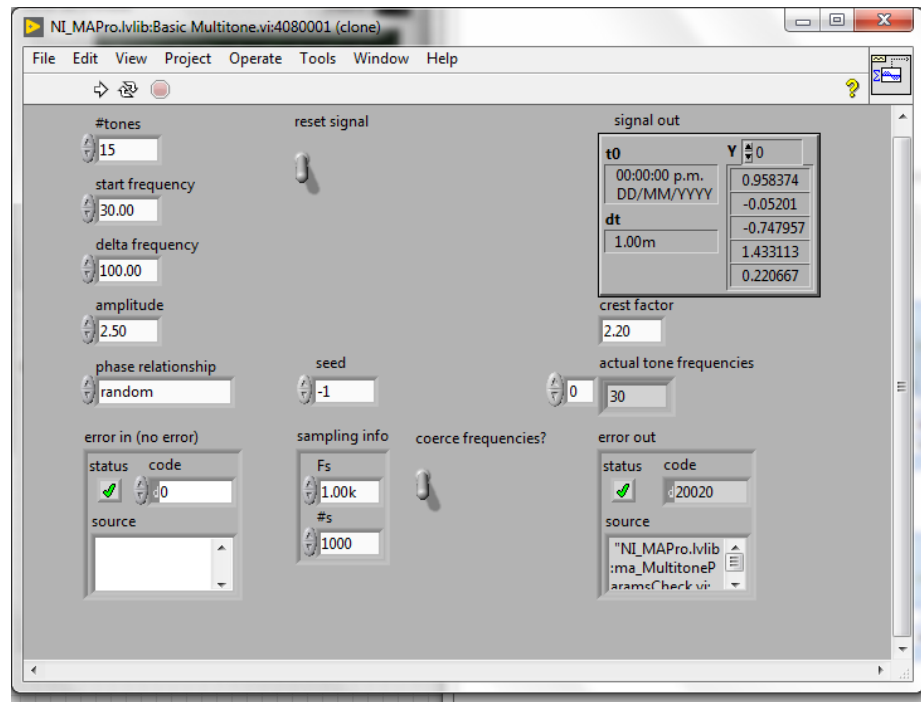 NI_MAPro.lvlib:Basic Multitone.vi:4080001 (clone)
File Edit View Project Operate Tools Window Help
#tones
15
start frequency
30.00
delta frequency
100.00
amplitude
2.50
phase relationship
random
error in (no error)
status code
0
source
reset signal
seed
-1
sampling info
Fs
1.00k
#s
1000
coerce frequencies?
signal out
t0
00:00:00 p.m.
DD/MM/YYYY
dt
1.00m
Y 0
0.958374
-0.05201
-0.747957
1.433113
0.220667
crest factor
2.20
actual tone frequencies
0 30
error out
status code
d 20020
source
"NI_MAPro.lvlib
:ma_MultitoneP
aramsCheck.vi: